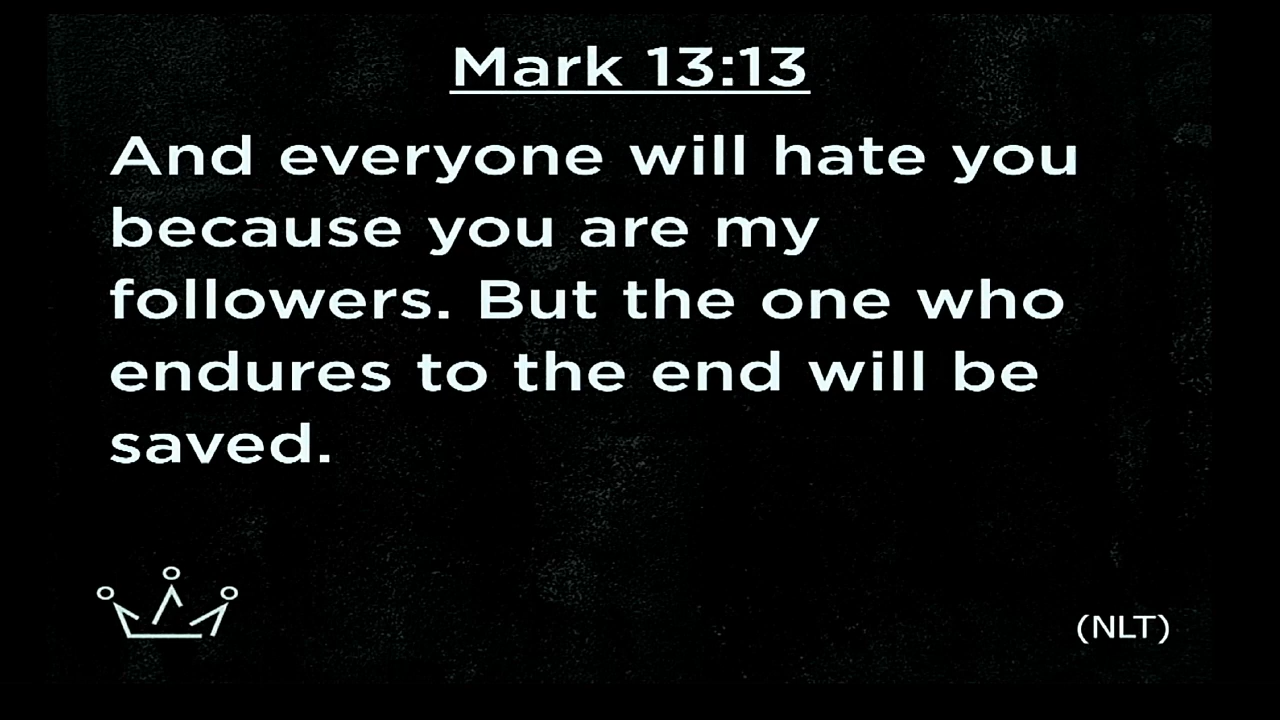 Mark 13:13
And everyone will hate you
because you are my
followers. But the one who
endures to the end will be
saved.
(NLT)